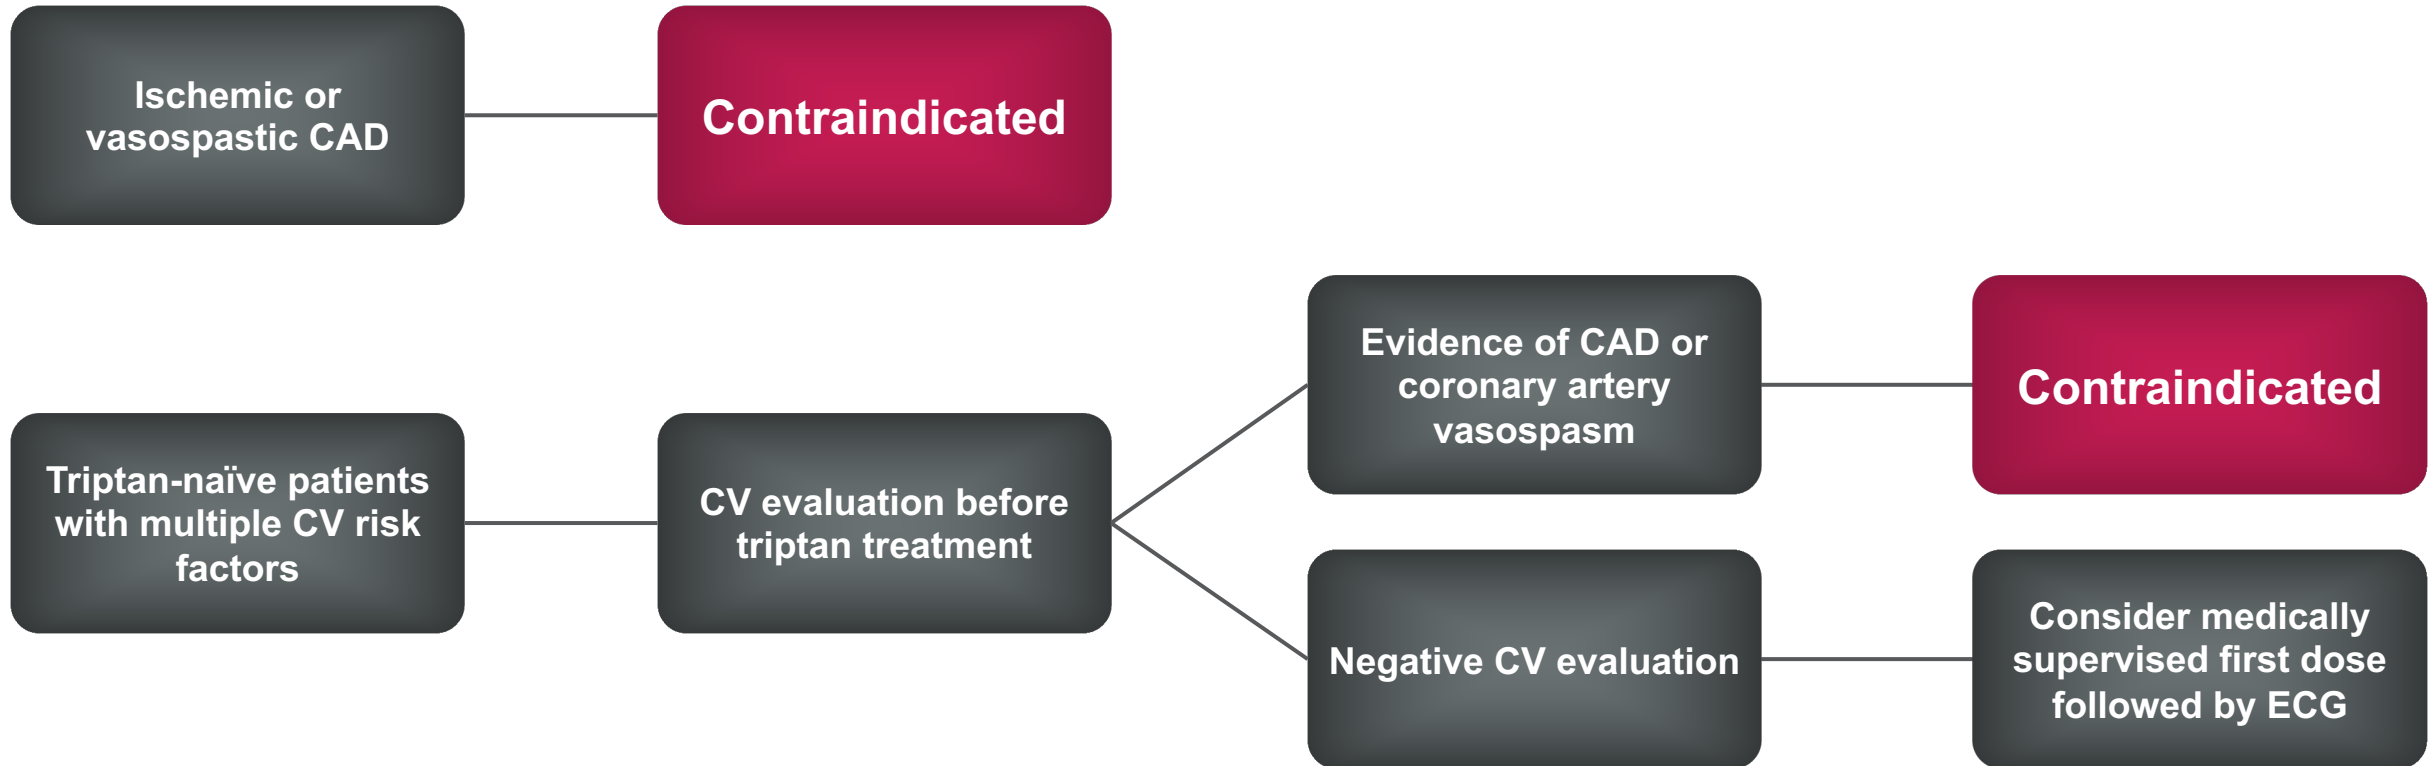 Ischemic or
vasospastic CAD
Contraindicated
Triptan-naïve patients
with multiple CV risk
factors
CV evaluation before
triptan treatment
Evidence of CAD or
coronary artery
vasospasm
Contraindicated
Negative CV evaluation
Consider medically
supervised first dose
followed by ECG